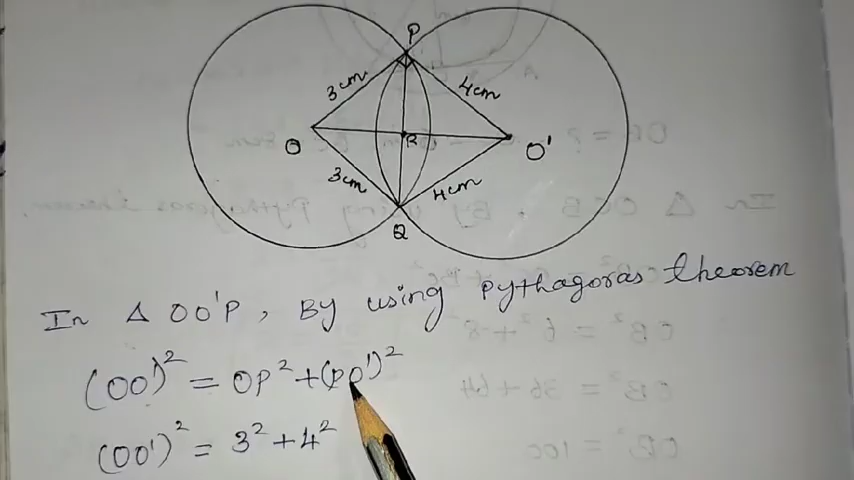 P
3cm
4cm
O
R
O'
3cm
4cm
Q
In Δ OO'P, By using pythagoras theorem
(OO')² = OP² + (PO')²
(OO')² = 3² + 4²